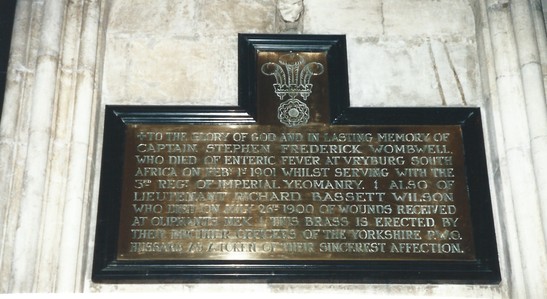 +TO THE GLORY OF GOD AND IN LASTING MEMORY OF
CAPTAIN STEPHEN FREDERICK WOMBWELL
WHO DIED OF ENTERIC FEVER AT VRYBURG SOUTH
AFRICA ON FEBY 1ST 1901 WHILST SERVING WITH THE
3RD REGT OF IMPERIAL YEOMANRY. ALSO OF
LIEUTENANT RICHARD BASSETT WILSON
WHO DIED ON 26TH 1900 OF WOUNDS RECEIVED
AT OLIPHANTS NEK. THIS BRASS IS ERECTED BY
THEIR BROTHER OFFICERS OF THE YORKSHIRE P.W.O.
HUSSARS AS A TOKEN OF THEIR SINCEREST AFFECTION.